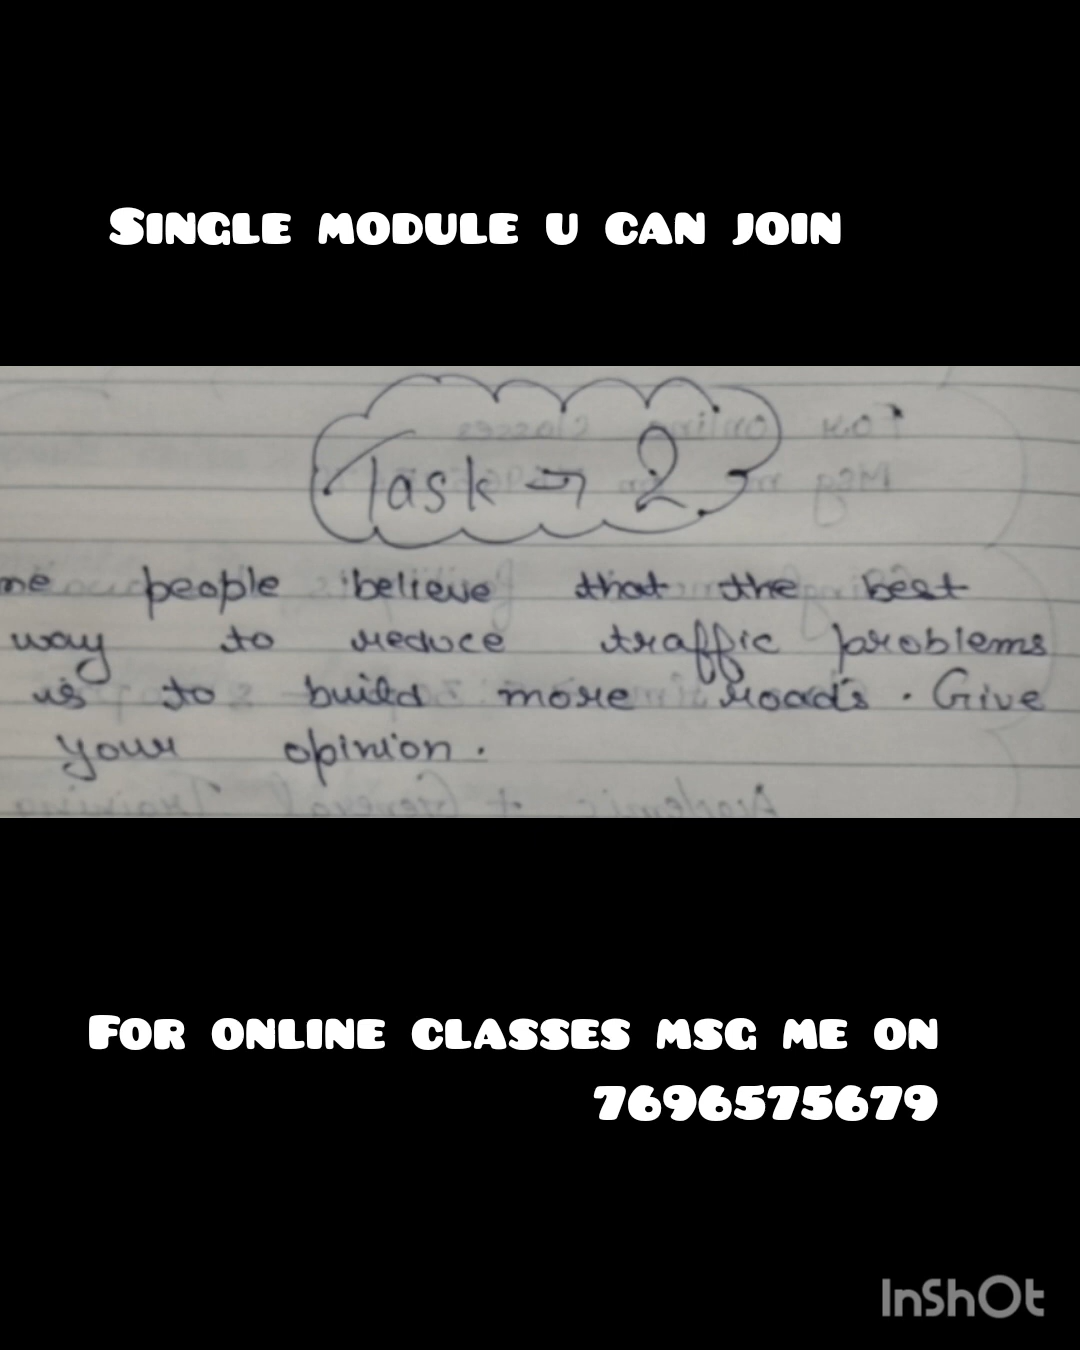 SINGLE MODULE U CAN JOIN
Task → 2
me people believe that the best
way to reduce traffic problems
is to build more roads. Give
your opinion.
FOR ONLINE CLASSES MSG ME ON
7696575679
InShOt